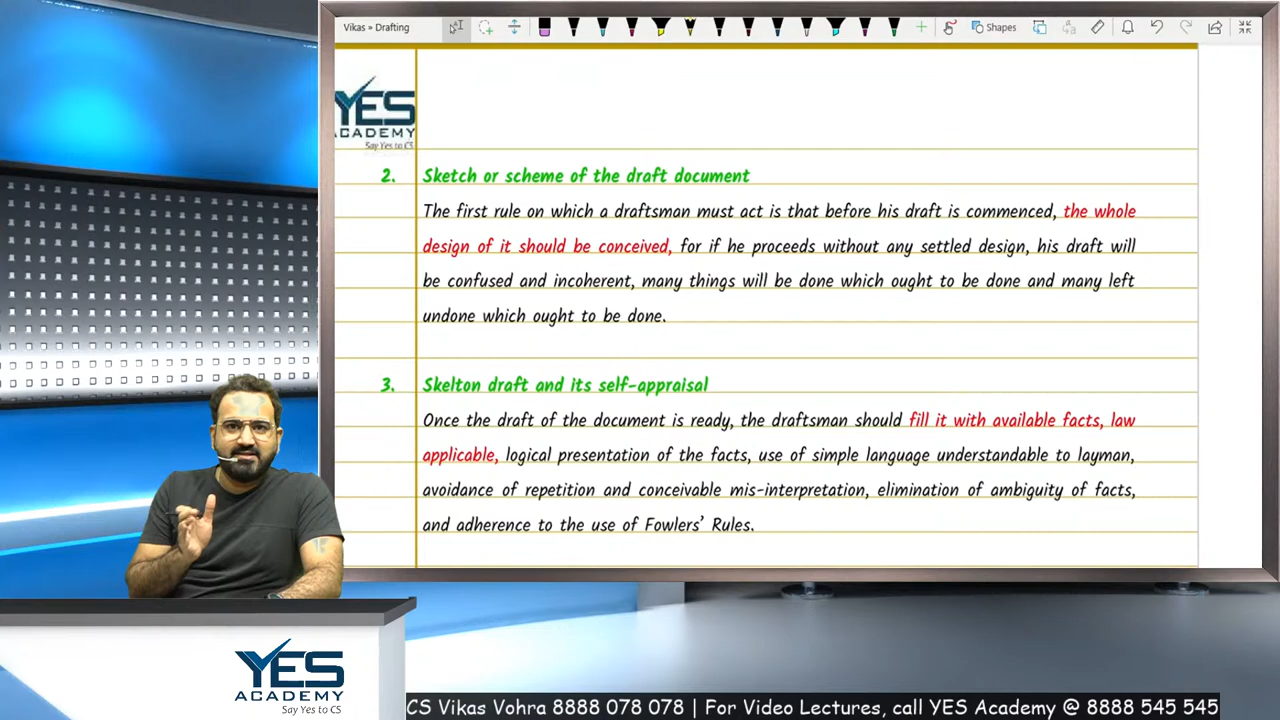 Vikas » Drafting
Shapes
YES
ACADEMY
Say Yes to CS
2. Sketch or scheme of the draft document
The first rule on which a draftsman must act is that before his draft is commenced, the whole
design of it should be conceived, for if he proceeds without any settled design, his draft will
be confused and incoherent, many things will be done which ought to be done and many left
undone which ought to be done.
3. Skelton draft and its self-appraisal
Once the draft of the document is ready, the draftsman should fill it with available facts, law
applicable, logical presentation of the facts, use of simple language understandable to layman,
avoidance of repetition and conceivable mis-interpretation, elimination of ambiguity of facts,
and adherence to the use of Fowlers’ Rules.
YES
ACADEMY
Say Yes to CS
CS Vikas Vohra 8888 078 078 | For Video Lectures, call YES Academy @ 8888 545 545